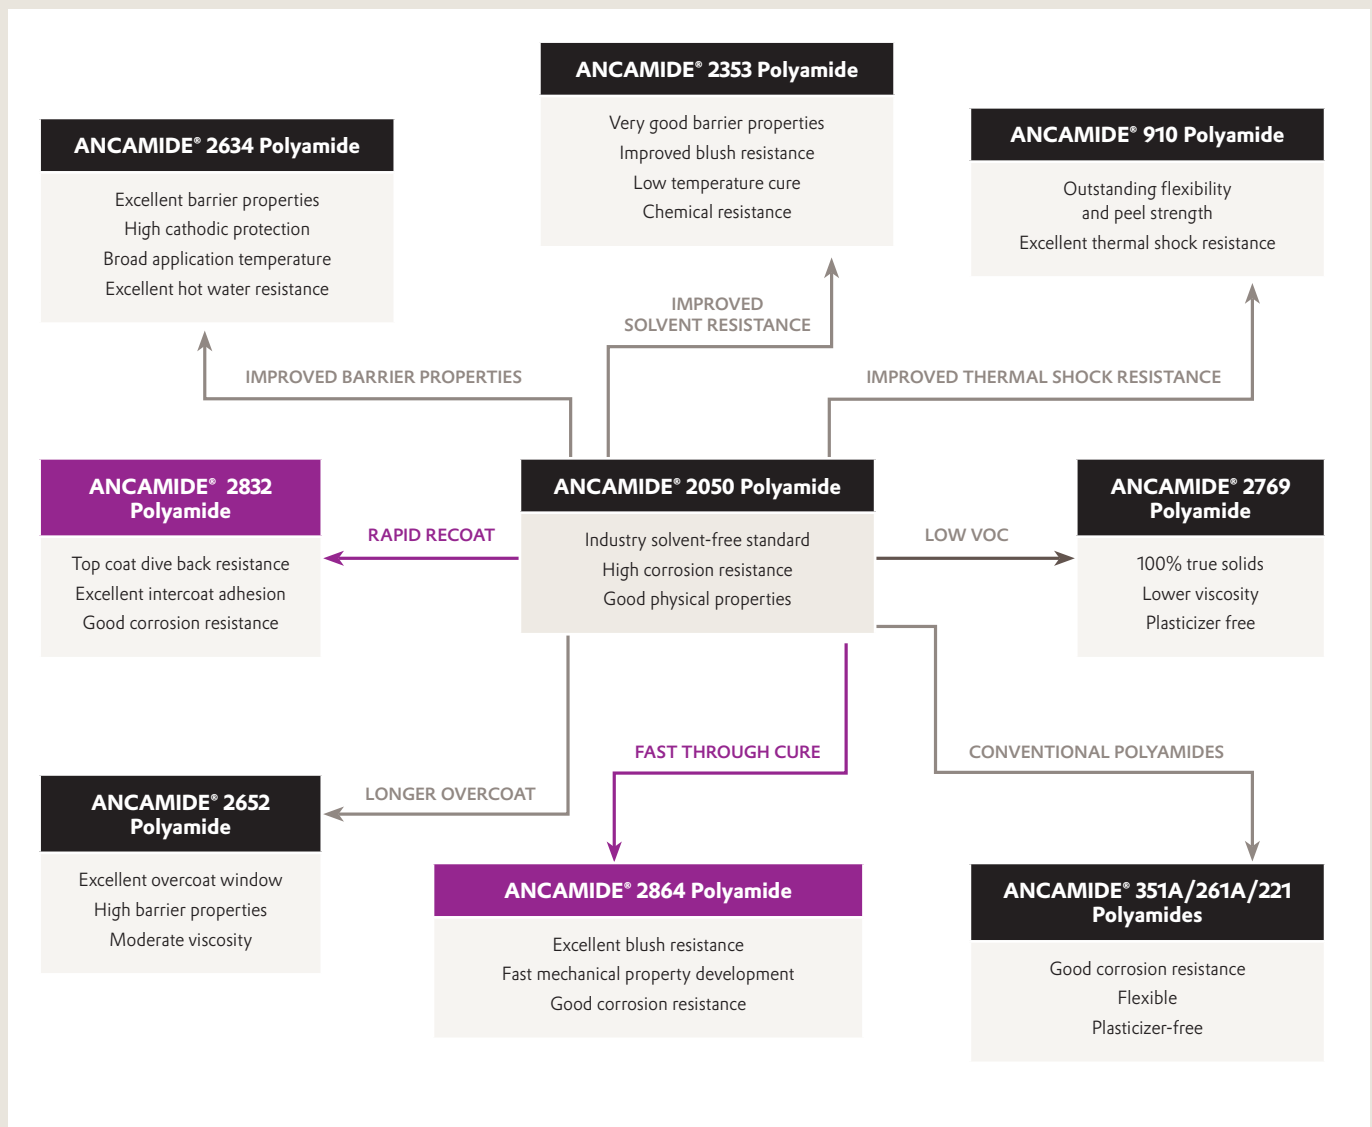 ANCAMIDE® 2353 Polyamide
Very good barrier properties
Improved blush resistance
Low temperature cure
Chemical resistance
ANCAMIDE® 910 Polyamide
Outstanding flexibility
and peel strength
Excellent thermal shock resistance
ANCAMIDE® 2634 Polyamide
Excellent barrier properties
High cathodic protection
Broad application temperature
Excellent hot water resistance
IMPROVED
SOLVENT RESISTANCE
IMPROVED BARRIER PROPERTIES
IMPROVED THERMAL SHOCK RESISTANCE
ANCAMIDE® 2832
Polyamide
Top coat dive back resistance
Excellent intercoat adhesion
Good corrosion resistance
RAPID RECOAT
ANCAMIDE® 2050 Polyamide
Industry solvent-free standard
High corrosion resistance
Good physical properties
LOW VOC
ANCAMIDE® 2769
Polyamide
100% true solids
Lower viscosity
Plasticizer free
FAST THROUGH CURE
CONVENTIONAL POLYAMIDES
LONGER OVERCOAT
ANCAMIDE® 2652
Polyamide
Excellent overcoat window
High barrier properties
Moderate viscosity
ANCAMIDE® 2864 Polyamide
Excellent blush resistance
Fast mechanical property development
Good corrosion resistance
ANCAMIDE® 351A/261A/221
Polyamides
Good corrosion resistance
Flexible
Plasticizer-free